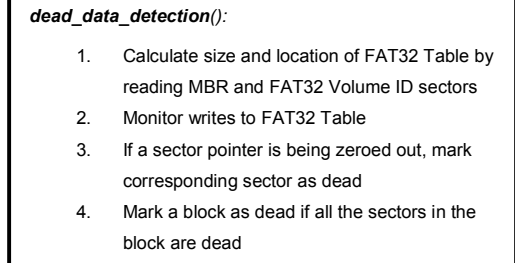 dead_data_detection():
1. Calculate size and location of FAT32 Table by
reading MBR and FAT32 Volume ID sectors
2. Monitor writes to FAT32 Table
3. If a sector pointer is being zeroed out, mark
corresponding sector as dead
4. Mark a block as dead if all the sectors in the
block are dead